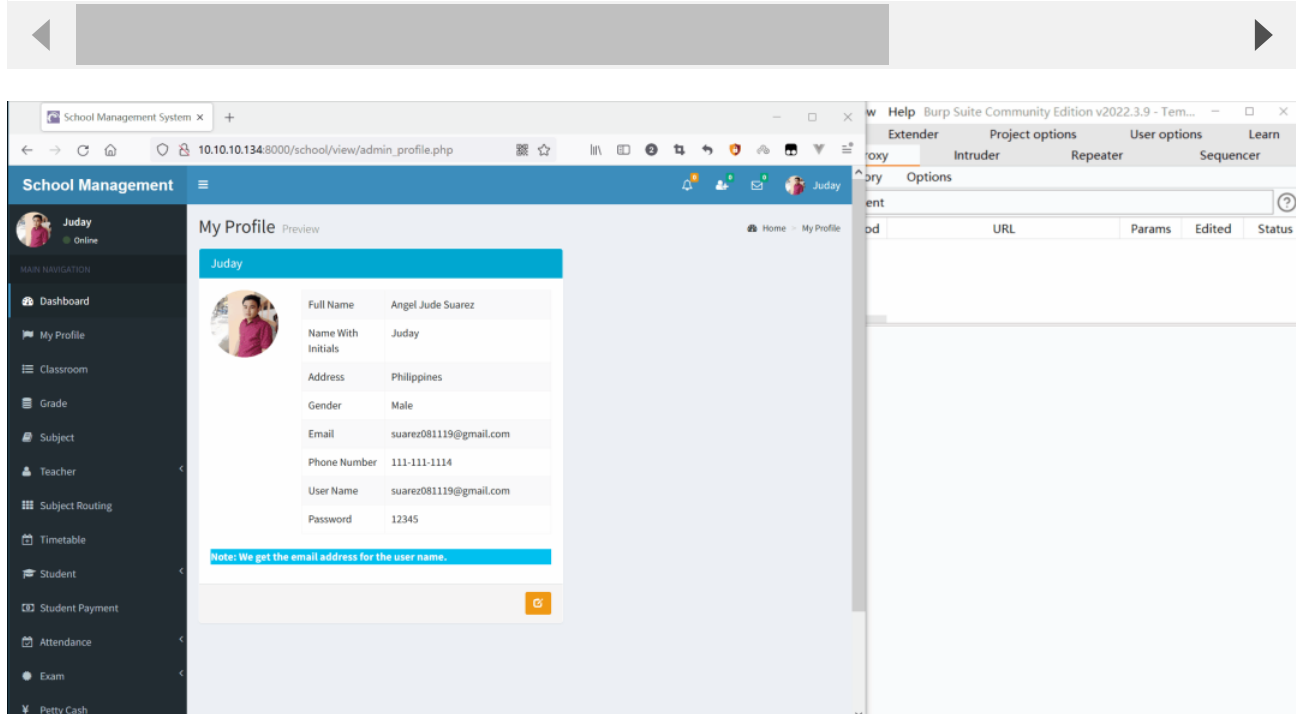 w Help Burp Suite Community Edition v2022.3.9 - Tem...
School Management System
Extender Project options User options Learn
10.10.10.134:8000/school/view/admin_profile.php
oxy Intruder Repeater Sequencer
ory Options
School Management
Juday
ent
Juday
Online
My Profile Preview
Home > My Profile
od URL Params Edited Status
MAIN NAVIGATION
Juday
Dashboard
My Profile
Classroom
Grade
Subject
Teacher
Subject Routing
Timetable
Student
Student Payment
Attendance
Exam
Petty Cash
Full Name Angel Jude Suarez
Name With Initials Juday
Address Philippines
Gender Male
Email suarez081119@gmail.com
Phone Number 111-111-1114
User Name suarez081119@gmail.com
Password 12345
Note: We get the email address for the user name.